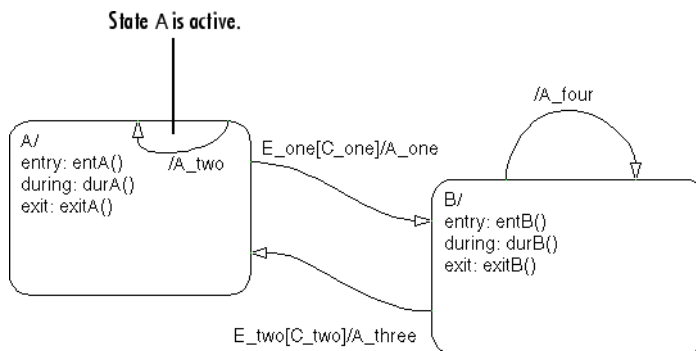 State A is active.
/A_four
A/
entry: entA()
during: durA()
exit: exitA()
/A_two
E_one[C_one]/A_one
B/
entry: entB()
during: durB()
exit: exitB()
E_two[C_two]/A_three